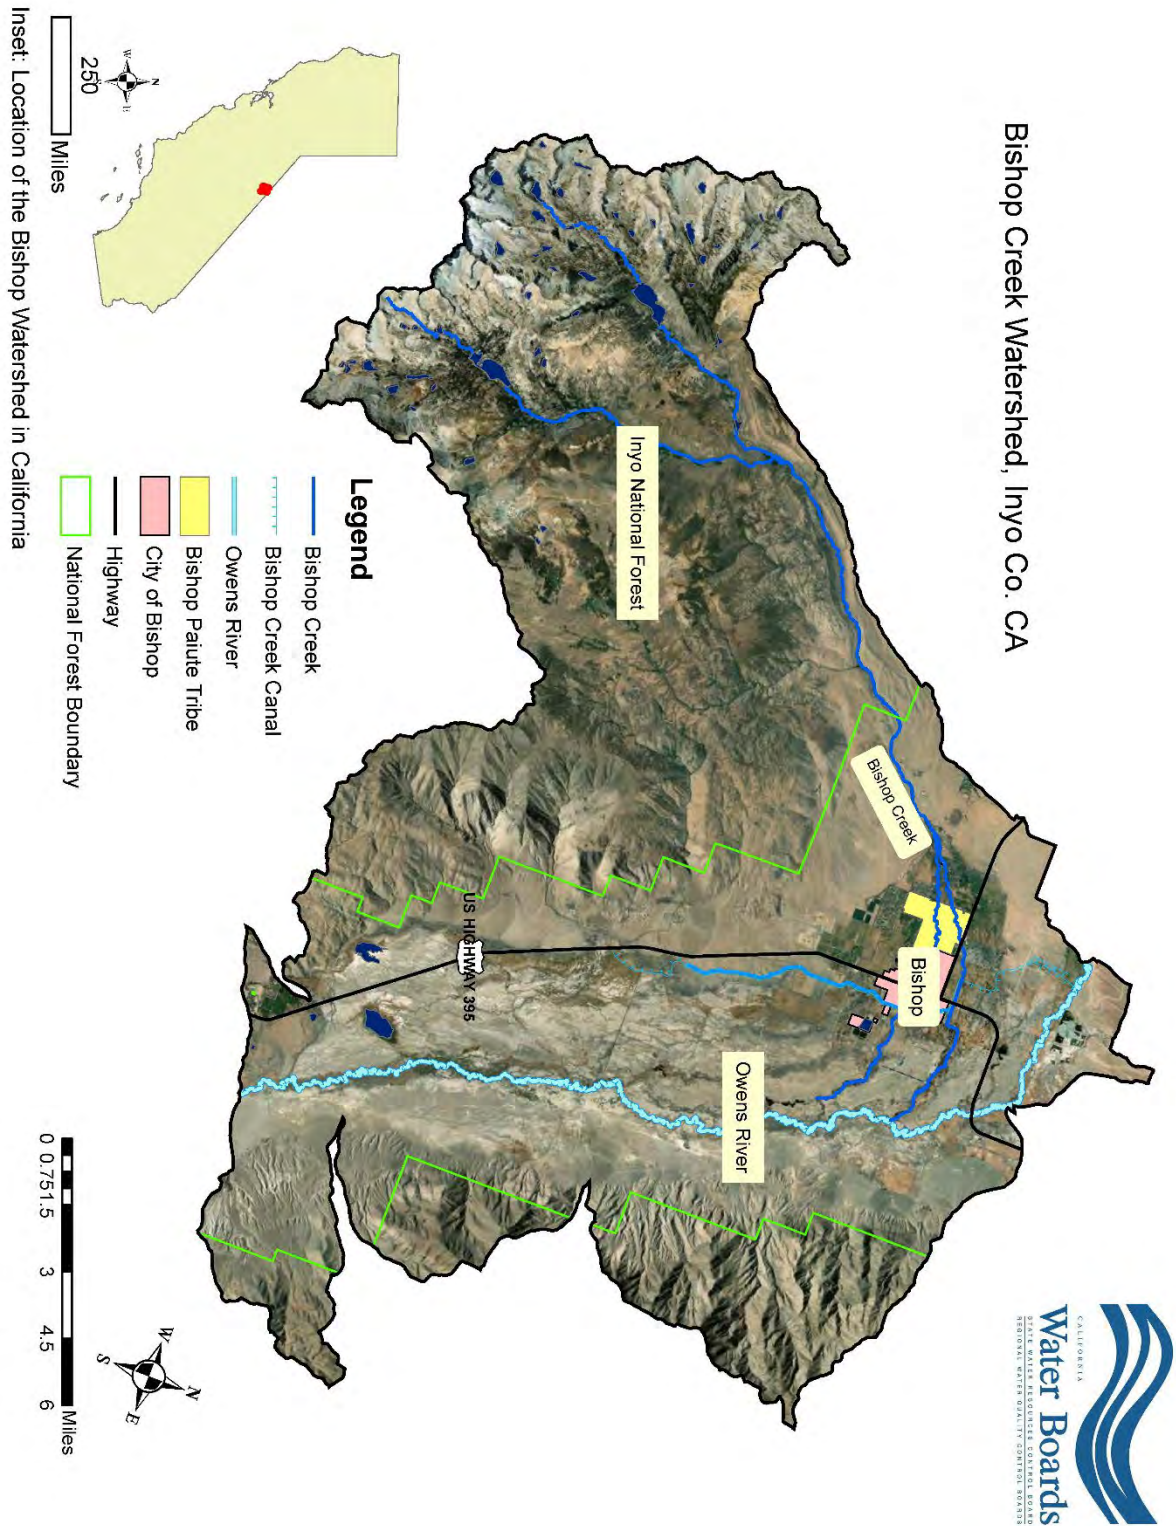 Bishop Creek Watershed, Inyo Co. CA
CALIFORNIA
Water Boards
STATE WATER RESOURCES CONTROL BOARD
REGIONAL WATER QUALITY CONTROL BOARDS
Inyo National Forest
Bishop Creek
Bishop
Owens River
US HIGHWAY 395
Legend
Bishop Creek
Bishop Creek Canal
Owens River
Bishop Paiute Tribe
City of Bishop
Highway
National Forest Boundary
N
W
E
250
Miles
Inset: Location of the Bishop Watershed in California
0 0.751.5 3 4.5 6
Miles
N
W
E
S